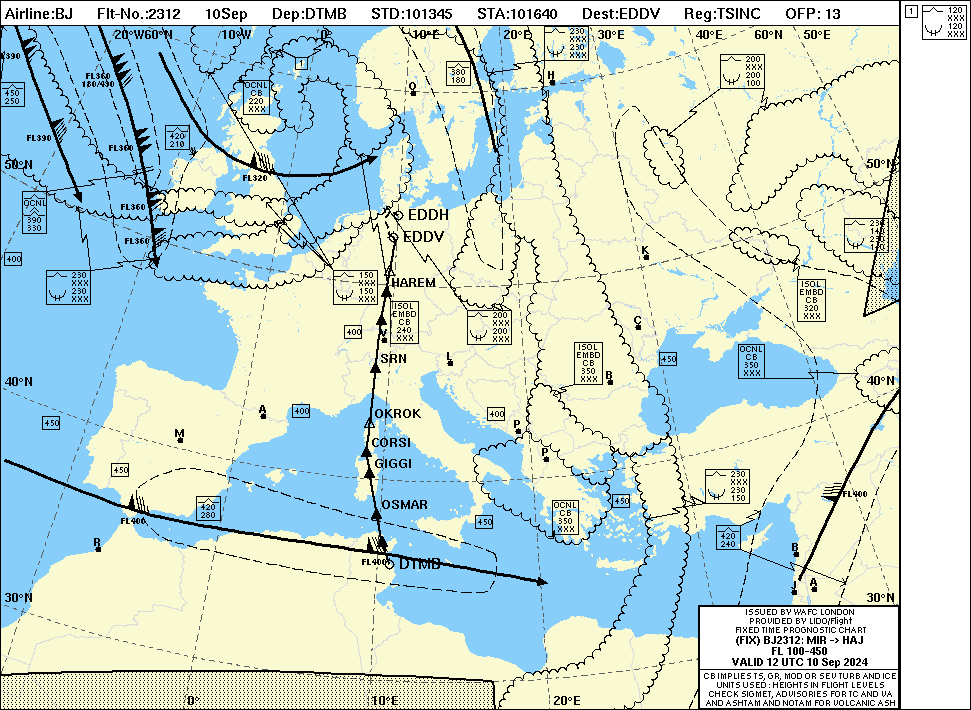 Airline:BJ Flt-No.:2312 10Sep Dep:DTMB STD:101345 STA:101640 Dest:EDDV Reg:TSINC OFP: 13
1
120
XXX
120
XXX
20°W60°N 10°W 0° 10°E 20°E 30°E 40°E 60°N 50°E
230
XXX
230
XXX
FL390
450
250
FL360
180/490
1
O
380
180
H
200
XXX
200
100
OCNL
CB
220
XXX
FL390
FL360
420
210
50°N
FL320
50°N
OCNL
390
330
FL360
FL360
EDDH
EDDV
K
400
230
XXX
230
XXX
150
XXX
150
XXX
HAREM
ISOL
EMBD
CB
240
XXX
200
XXX
200
XXX
ISOL
EMBD
CB
320
XXX
C
400
V
SRN
L
ISOL
EMBD
CB
350
XXX
B
450
OCNL
CB
350
XXX
40°N
40°N
A
400
OKROK
400
450
M
CORSI
P
GIGGI
P
450
230
XXX
230
150
FL400
420
280
OSMAR
450
OCNL
CB
350
XXX
450
FL400
R
FL400
DTMB
420
240
B
J
A
30°N
30°N
ISSUED BY WAFC LONDON
PROVIDED BY LIDO/Flight
FIXED TIME PROGNOSTIC CHART
(FIX) BJ2312: MIR -> HAJ
FL 100-450
VALID 12 UTC 10 Sep 2024
CB IMPLIES TS, GR, MOD OR SEV TURB AND ICE
UNITS USED : HEIGHTS IN FLIGHT LEVELS
CHECK SIGMET, ADVISORIES FOR TC AND VA
AND ASHTAM AND NOTAM FOR VOLCANIC ASH
0° 10°E 20°E